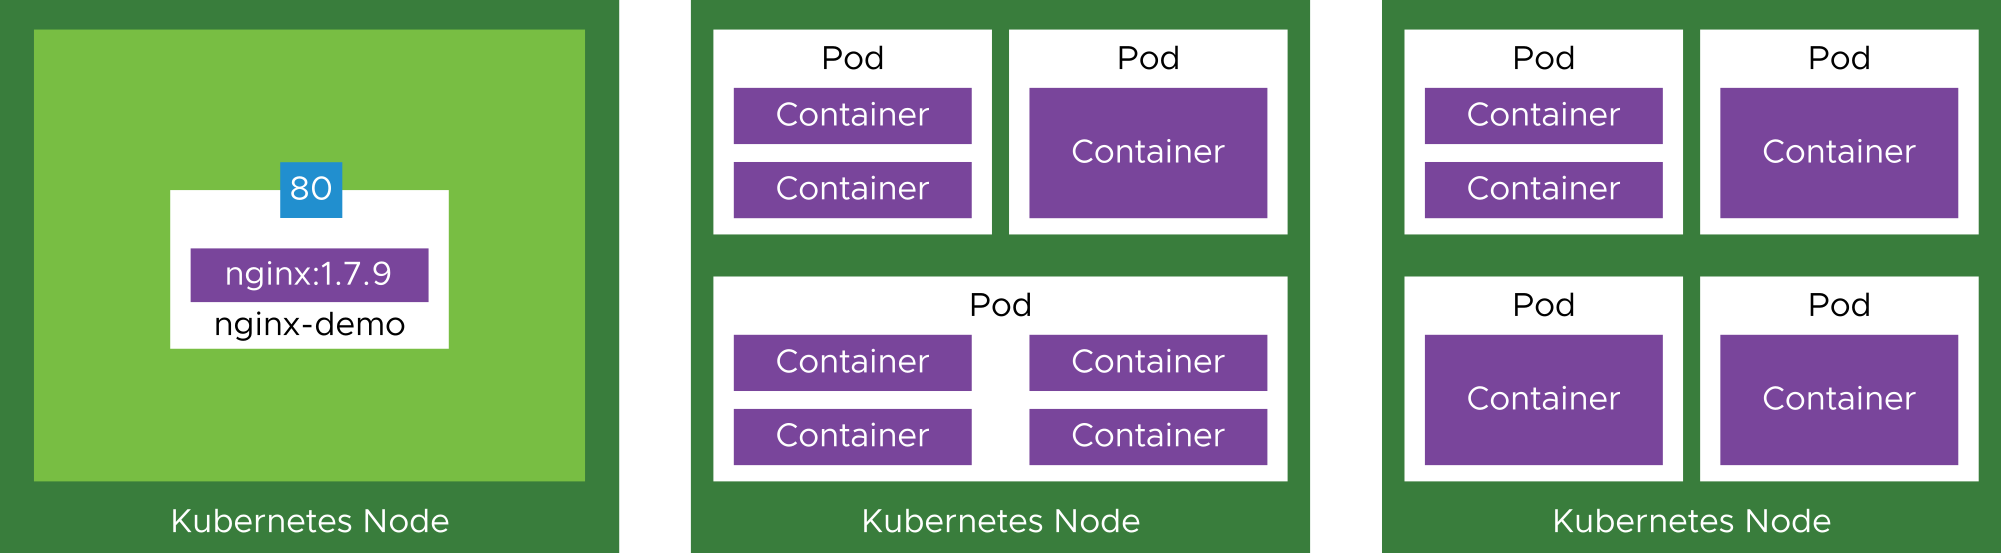 80
nginx:1.7.9
nginx-demo
Kubernetes Node
Pod
Container
Container
Pod
Container
Pod
Container
Container
Container
Container
Kubernetes Node
Pod
Container
Container
Pod
Container
Pod
Container
Pod
Container
Kubernetes Node